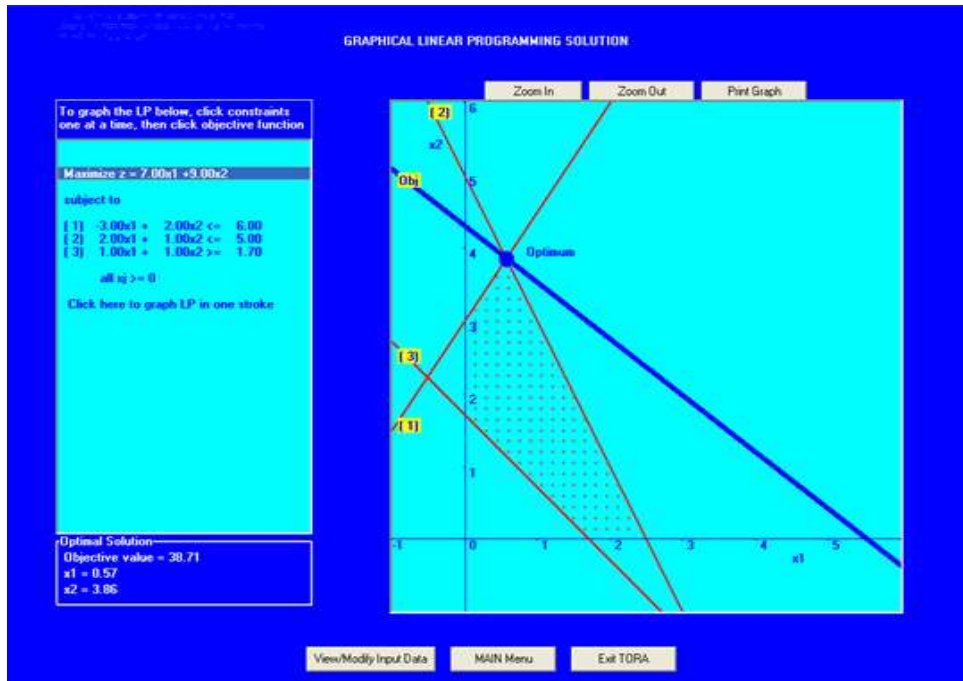 GRAPHICAL LINEAR PROGRAMMING SOLUTION
Zoom In
Zoom Out
Print Graph
To graph the LP below, click constraints
one at a time, then click objective function
Maximize z = 7.00x1 +9.00x2
subject to
( 1) -3.00x1 + 2.00x2 <= 6.00
( 2) 2.00x1 + 1.00x2 <= 5.00
( 3) 1.00x1 + 1.00x2 >= 1.70
all xj >= 0
Click here to graph LP in one stroke
Optimal Solution
Objective value = 38.71
x1 = 0.57
x2 = 3.86
( 2)
6
x2
Obj
5
4
Optimum
3
( 3)
2
( 1)
1
-1
0
1
2
3
4
5
x1
View/Modify Input Data
MAIN Menu
Exit TORA